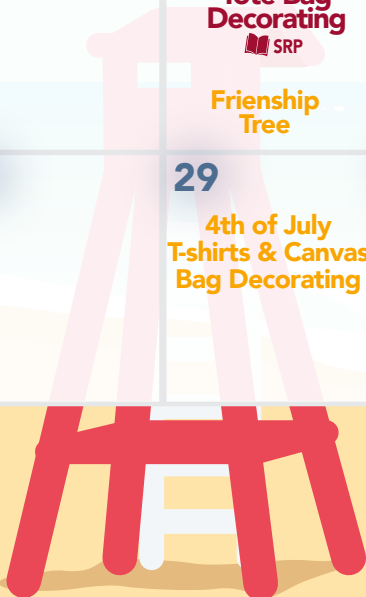 Tote Bag
Decorating
SRP
Frienship
Tree
29
4th of July
T-shirts & Canvas
Bag Decorating